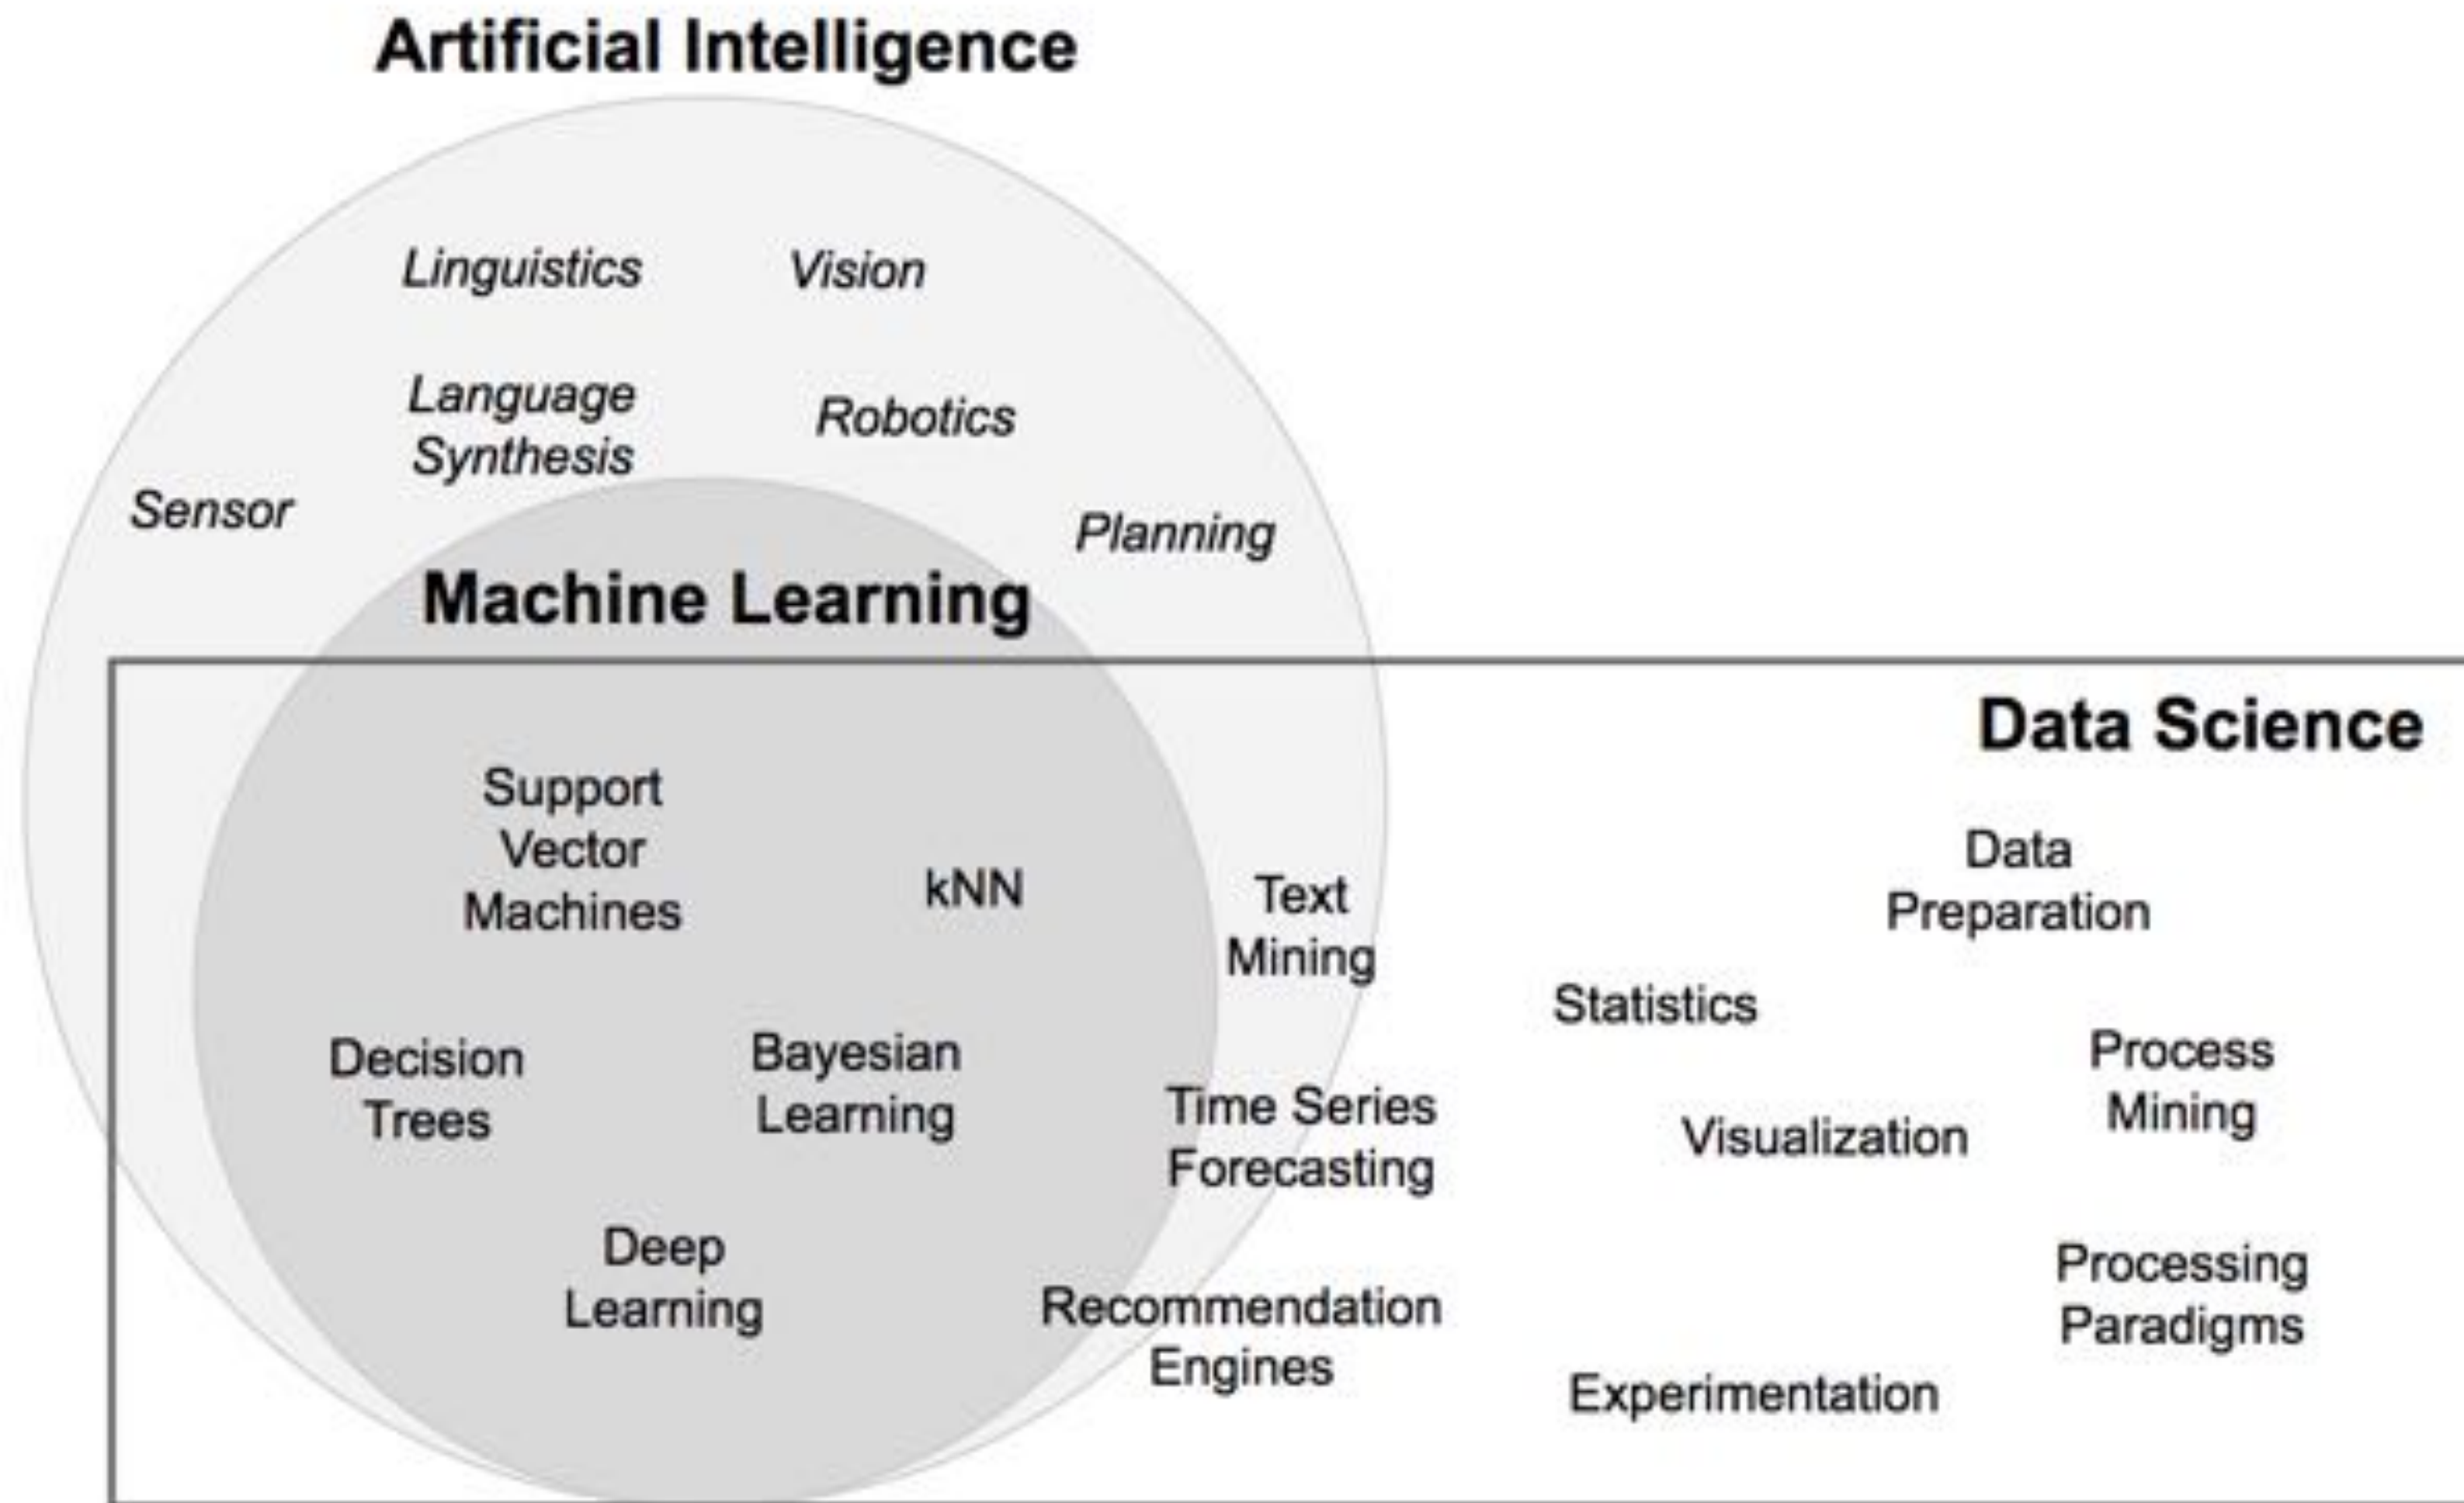 Artificial Intelligence
Linguistics
Vision
Language
Synthesis
Robotics
Sensor
Planning
Machine Learning
Data Science
Support
Vector
Machines
kNN
Text
Mining
Data
Preparation
Statistics
Decision
Trees
Bayesian
Learning
Time Series
Forecasting
Visualization
Process
Mining
Deep
Learning
Recommendation
Engines
Processing
Paradigms
Experimentation